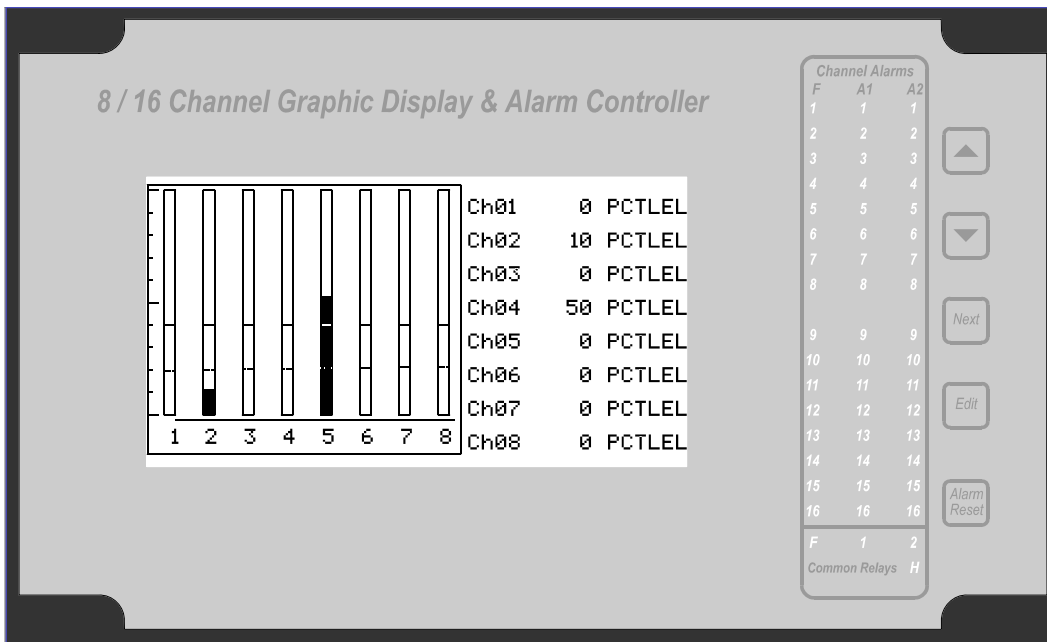 8 / 16 Channel Graphic Display & Alarm Controller
Ch01 0 PCTLEL
Ch02 10 PCTLEL
Ch03 0 PCTLEL
Ch04 50 PCTLEL
Ch05 0 PCTLEL
Ch06 0 PCTLEL
Ch07 0 PCTLEL
Ch08 0 PCTLEL
1 2 3 4 5 6 7 8
Channel Alarms
F A1 A2
1 1 1
2 2 2
3 3 3
4 4 4
5 5 5
6 6 6
7 7 7
8 8 8
9 9 9
10 10 10
11 11 11
12 12 12
13 13 13
14 14 14
15 15 15
16 16 16
F 1 2
Common Relays H
Next
Edit
Alarm
Reset